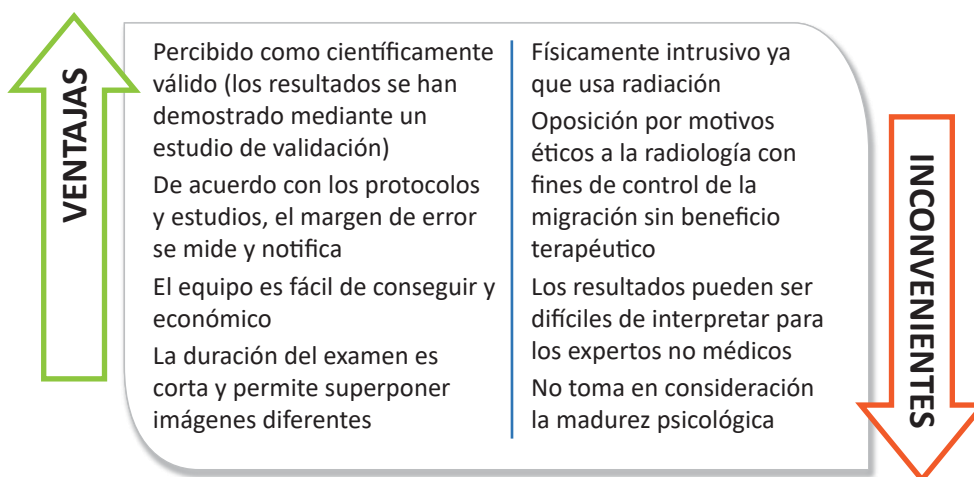 VENTAJAS
Percibido como científicamente
válido (los resultados se han
demostrado mediante un
estudio de validación)
De acuerdo con los protocolos
y estudios, el margen de error
se mide y notifica
El equipo es fácil de conseguir y
económico
La duración del examen es
corta y permite superponer
imágenes diferentes
Físicamente intrusivo ya
que usa radiación
Oposición por motivos
éticos a la radiología con
fines de control de la
migración sin beneficio
terapéutico
Los resultados pueden ser
difíciles de interpretar para
los expertos no médicos
No toma en consideración
la madurez psicológica
INCONVENIENTES